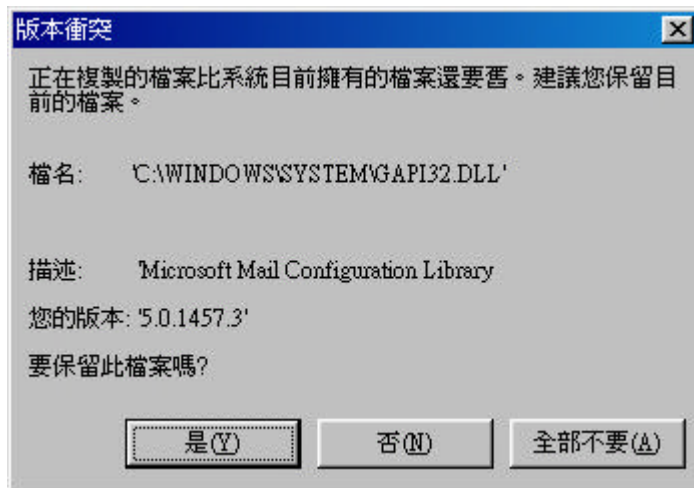 版本衝突
正在複製的檔案比系統目前擁有的檔案還要舊。建議您保留目
前的檔案。
檔名: 'C:\WINDOWS\SYSTEM\GAPI32.DLL'
描述: 'Microsoft Mail Configuration Library
您的版本: '5.0.1457.3'
要保留此檔案嗎?
是(Y) 否(N) 全部不要(A)